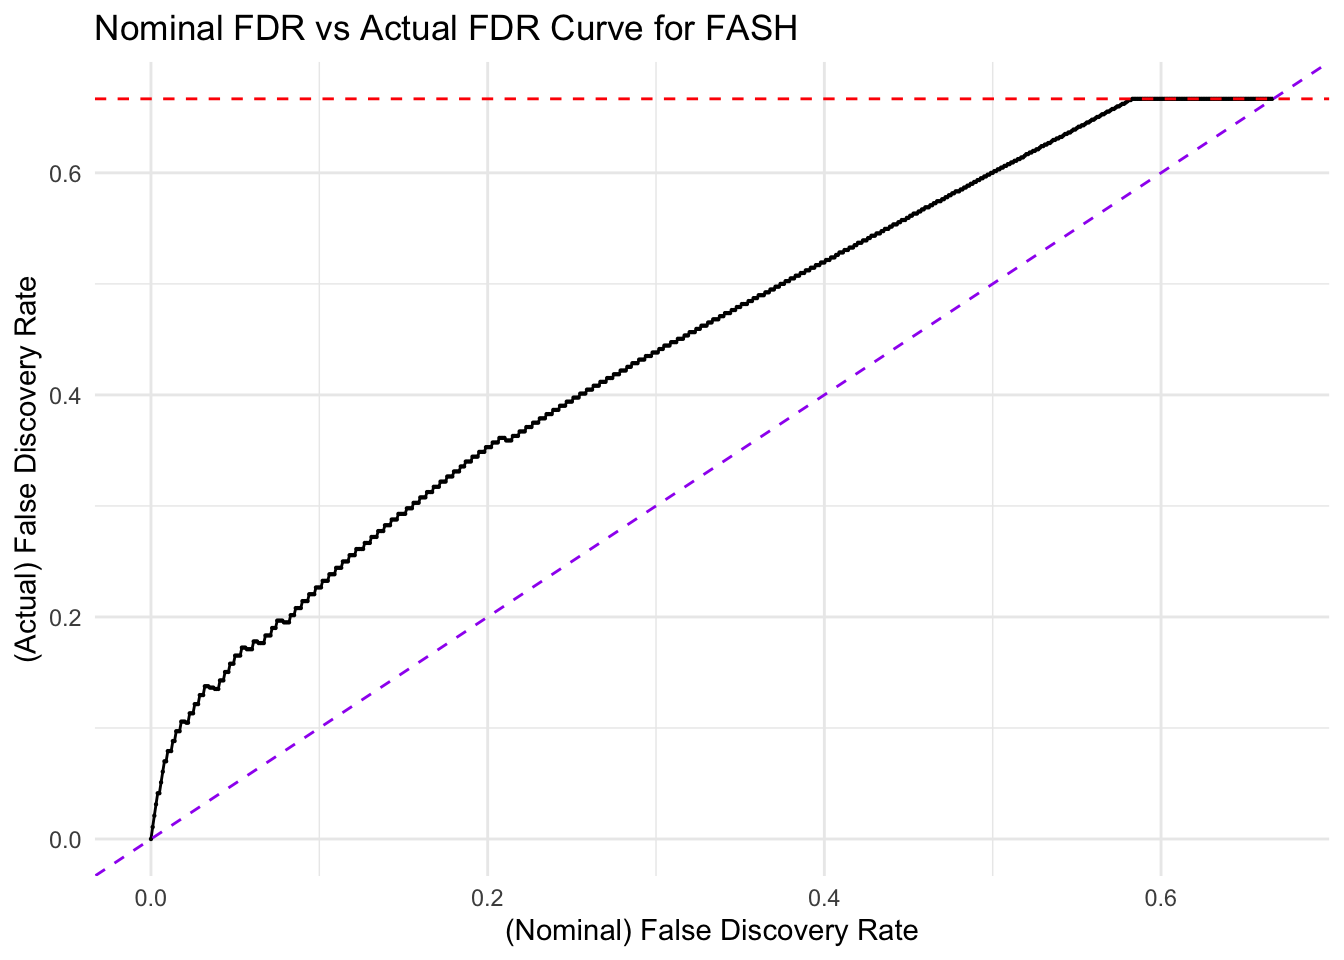 Nominal FDR vs Actual FDR Curve for FASH
(Actual) False Discovery Rate
0.6
0.4
0.2
0.0
0.0 0.2 0.4 0.6
(Nominal) False Discovery Rate